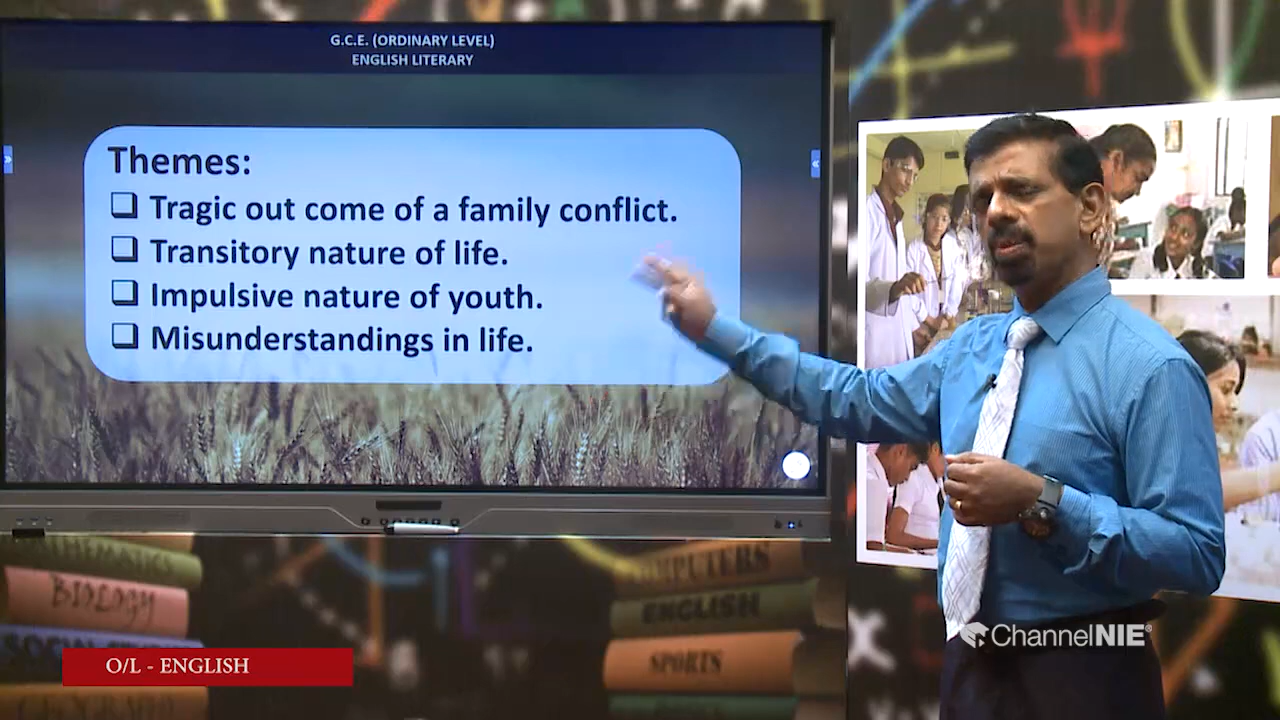 G.C.E. (ORDINARY LEVEL)
ENGLISH LITERARY
Themes:
❑ Tragic out come of a family conflict.
❑ Transitory nature of life.
❑ Impulsive nature of youth.
❑ Misunderstandings in life.
MATHEMATICS
BIOLOGY
COMPUTERS
ENGLISH
SPORTS
O/L - ENGLISH
ChannelNIE®